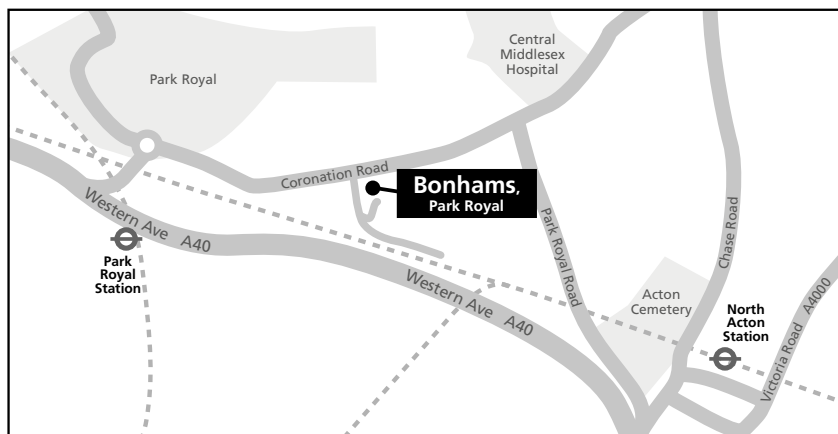 Central
Middlesex
Hospital
Park Royal
Coronation Road
Bonhams,
Park Royal
Western Ave A40
Park
Royal
Station
Western Ave A40
Park Royal Road
Chase Road
Acton
Cemetery
North
Acton
Station
Victoria Road A4000